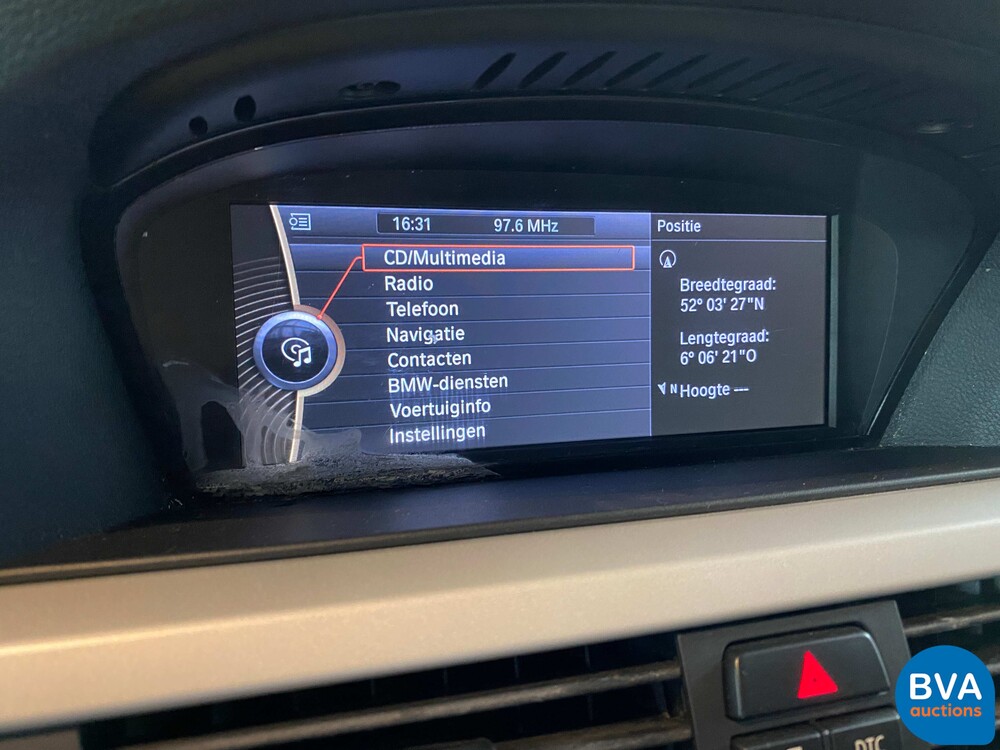 16:31 97.6 MHz
CD/Multimedia
Radio
Telefoon
Navigatie
Contacten
BMW-diensten
Voertuiginfo
Instellingen
Positie
Breedtegraad:
52° 03' 27"N
Lengtegraad:
6° 06' 21"O
N Hoogte ---
DTC
BVA
auctions